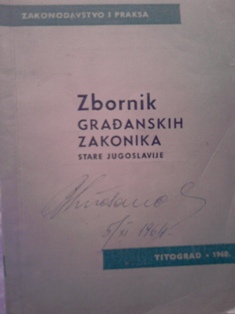 ZAKONODAVSTVO I PRAKSA
Zbornik
GRAĐANSKIH
ZAKONIKA
STARE JUGOSLAVIJE
TITOGRAD • 1960.